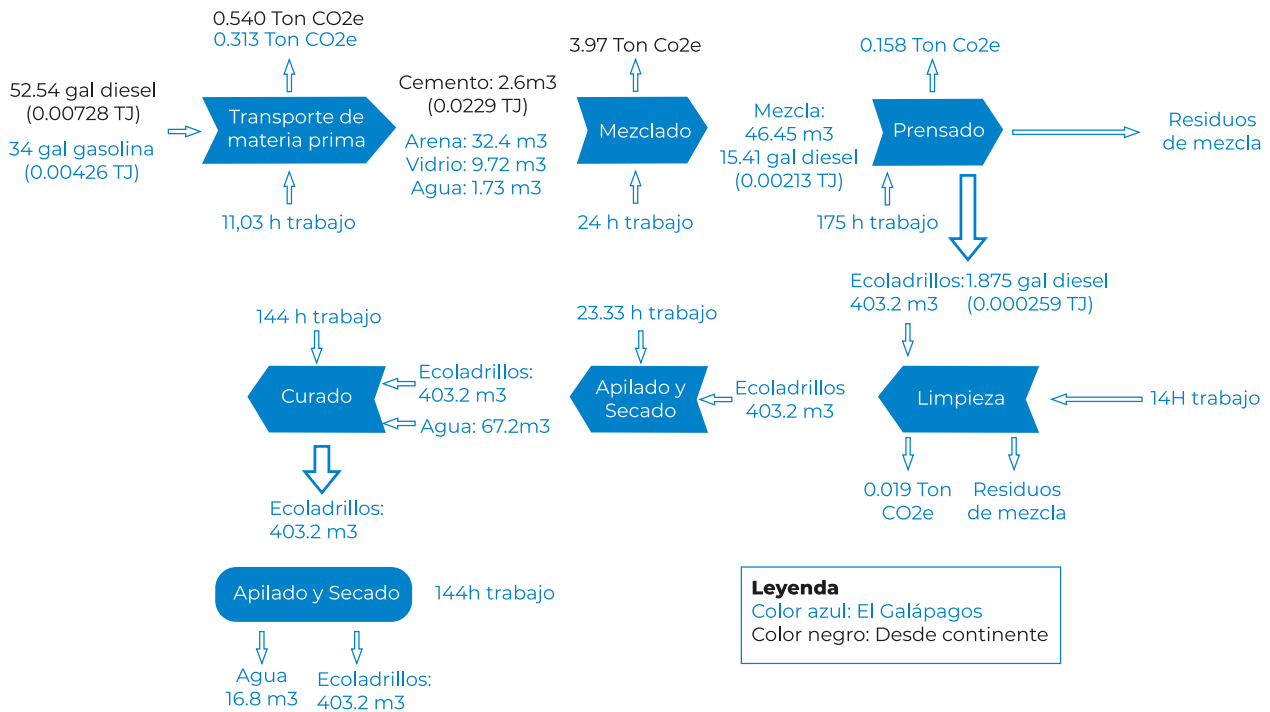 0.540 Ton CO2e
0.313 Ton CO2e
52.54 gal diesel
(0.00728 TJ)
34 gal gasolina
(0.00426 TJ)
Transporte de
materia prima
11,03 h trabajo
Cemento: 2.6m3
(0.0229 TJ)
Arena: 32.4 m3
Vidrio: 9.72 m3
Agua: 1.73 m3
3.97 Ton Co2e
Mezclado
24 h trabajo
Mezcla:
46.45 m3
15.41 gal diesel
(0.00213 TJ)
0.158 Ton Co2e
Prensado
175 h trabajo
Residuos
de mezcla
Ecoladrillos:
403.2 m3
1.875 gal diesel
(0.000259 TJ)
Limpieza
14H trabajo
0.019 Ton
CO2e
Residuos
de mezcla
Ecoladrillos
403.2 m3
23.33 h trabajo
Apilado y
Secado
Ecoladrillos:
403.2 m3
Agua: 67.2m3
144 h trabajo
Curado
Ecoladrillos:
403.2 m3
Apilado y Secado
144h trabajo
Agua
16.8 m3
Ecoladrillos:
403.2 m3
Leyenda
Color azul: El Galápagos
Color negro: Desde continente